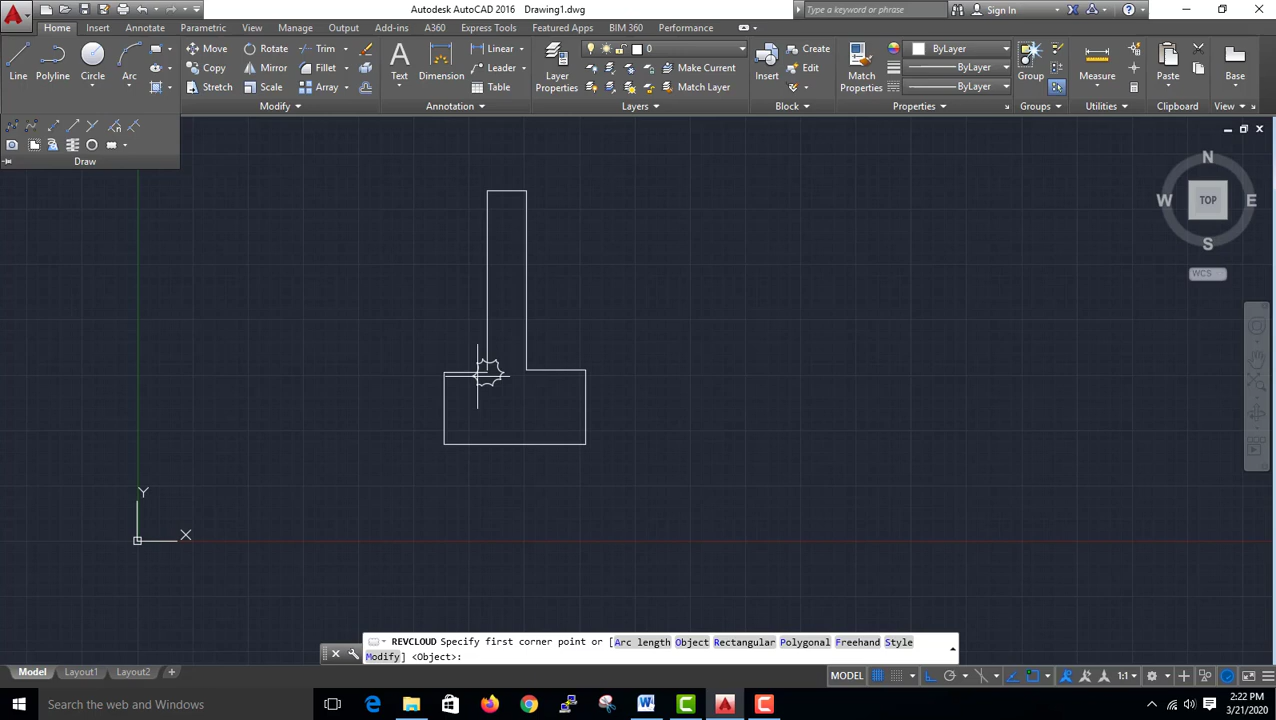 Autodesk AutoCAD 2016 Drawing1.dwg
Type a keyword or phrase
Sign In
Home Insert Annotate Parametric View Manage Output Add-ins A360 Express Tools Featured Apps BIM 360 Performance
Line Polyline Circle Arc
Move Rotate Trim
Copy Mirror Fillet
Stretch Scale Array
Modify
Text Dimension
Linear
Leader
Table
Annotation
Layer Properties
0
Make Current
Match Layer
Layers
Insert
Create
Edit
Block
Match Properties
ByLayer
ByLayer
ByLayer
Properties
Group
Groups
Measure
Utilities
Paste
Clipboard
Base
View
Draw
N
W TOP E
S
WCS
Y
X
REVCLOUD Specify first corner point or [Arc length Object Rectangular Polygonal Freehand Style
Modify] <Object>:
Model Layout1 Layout2 +
MODEL 1:1
Search the web and Windows
2:22 PM
3/21/2020